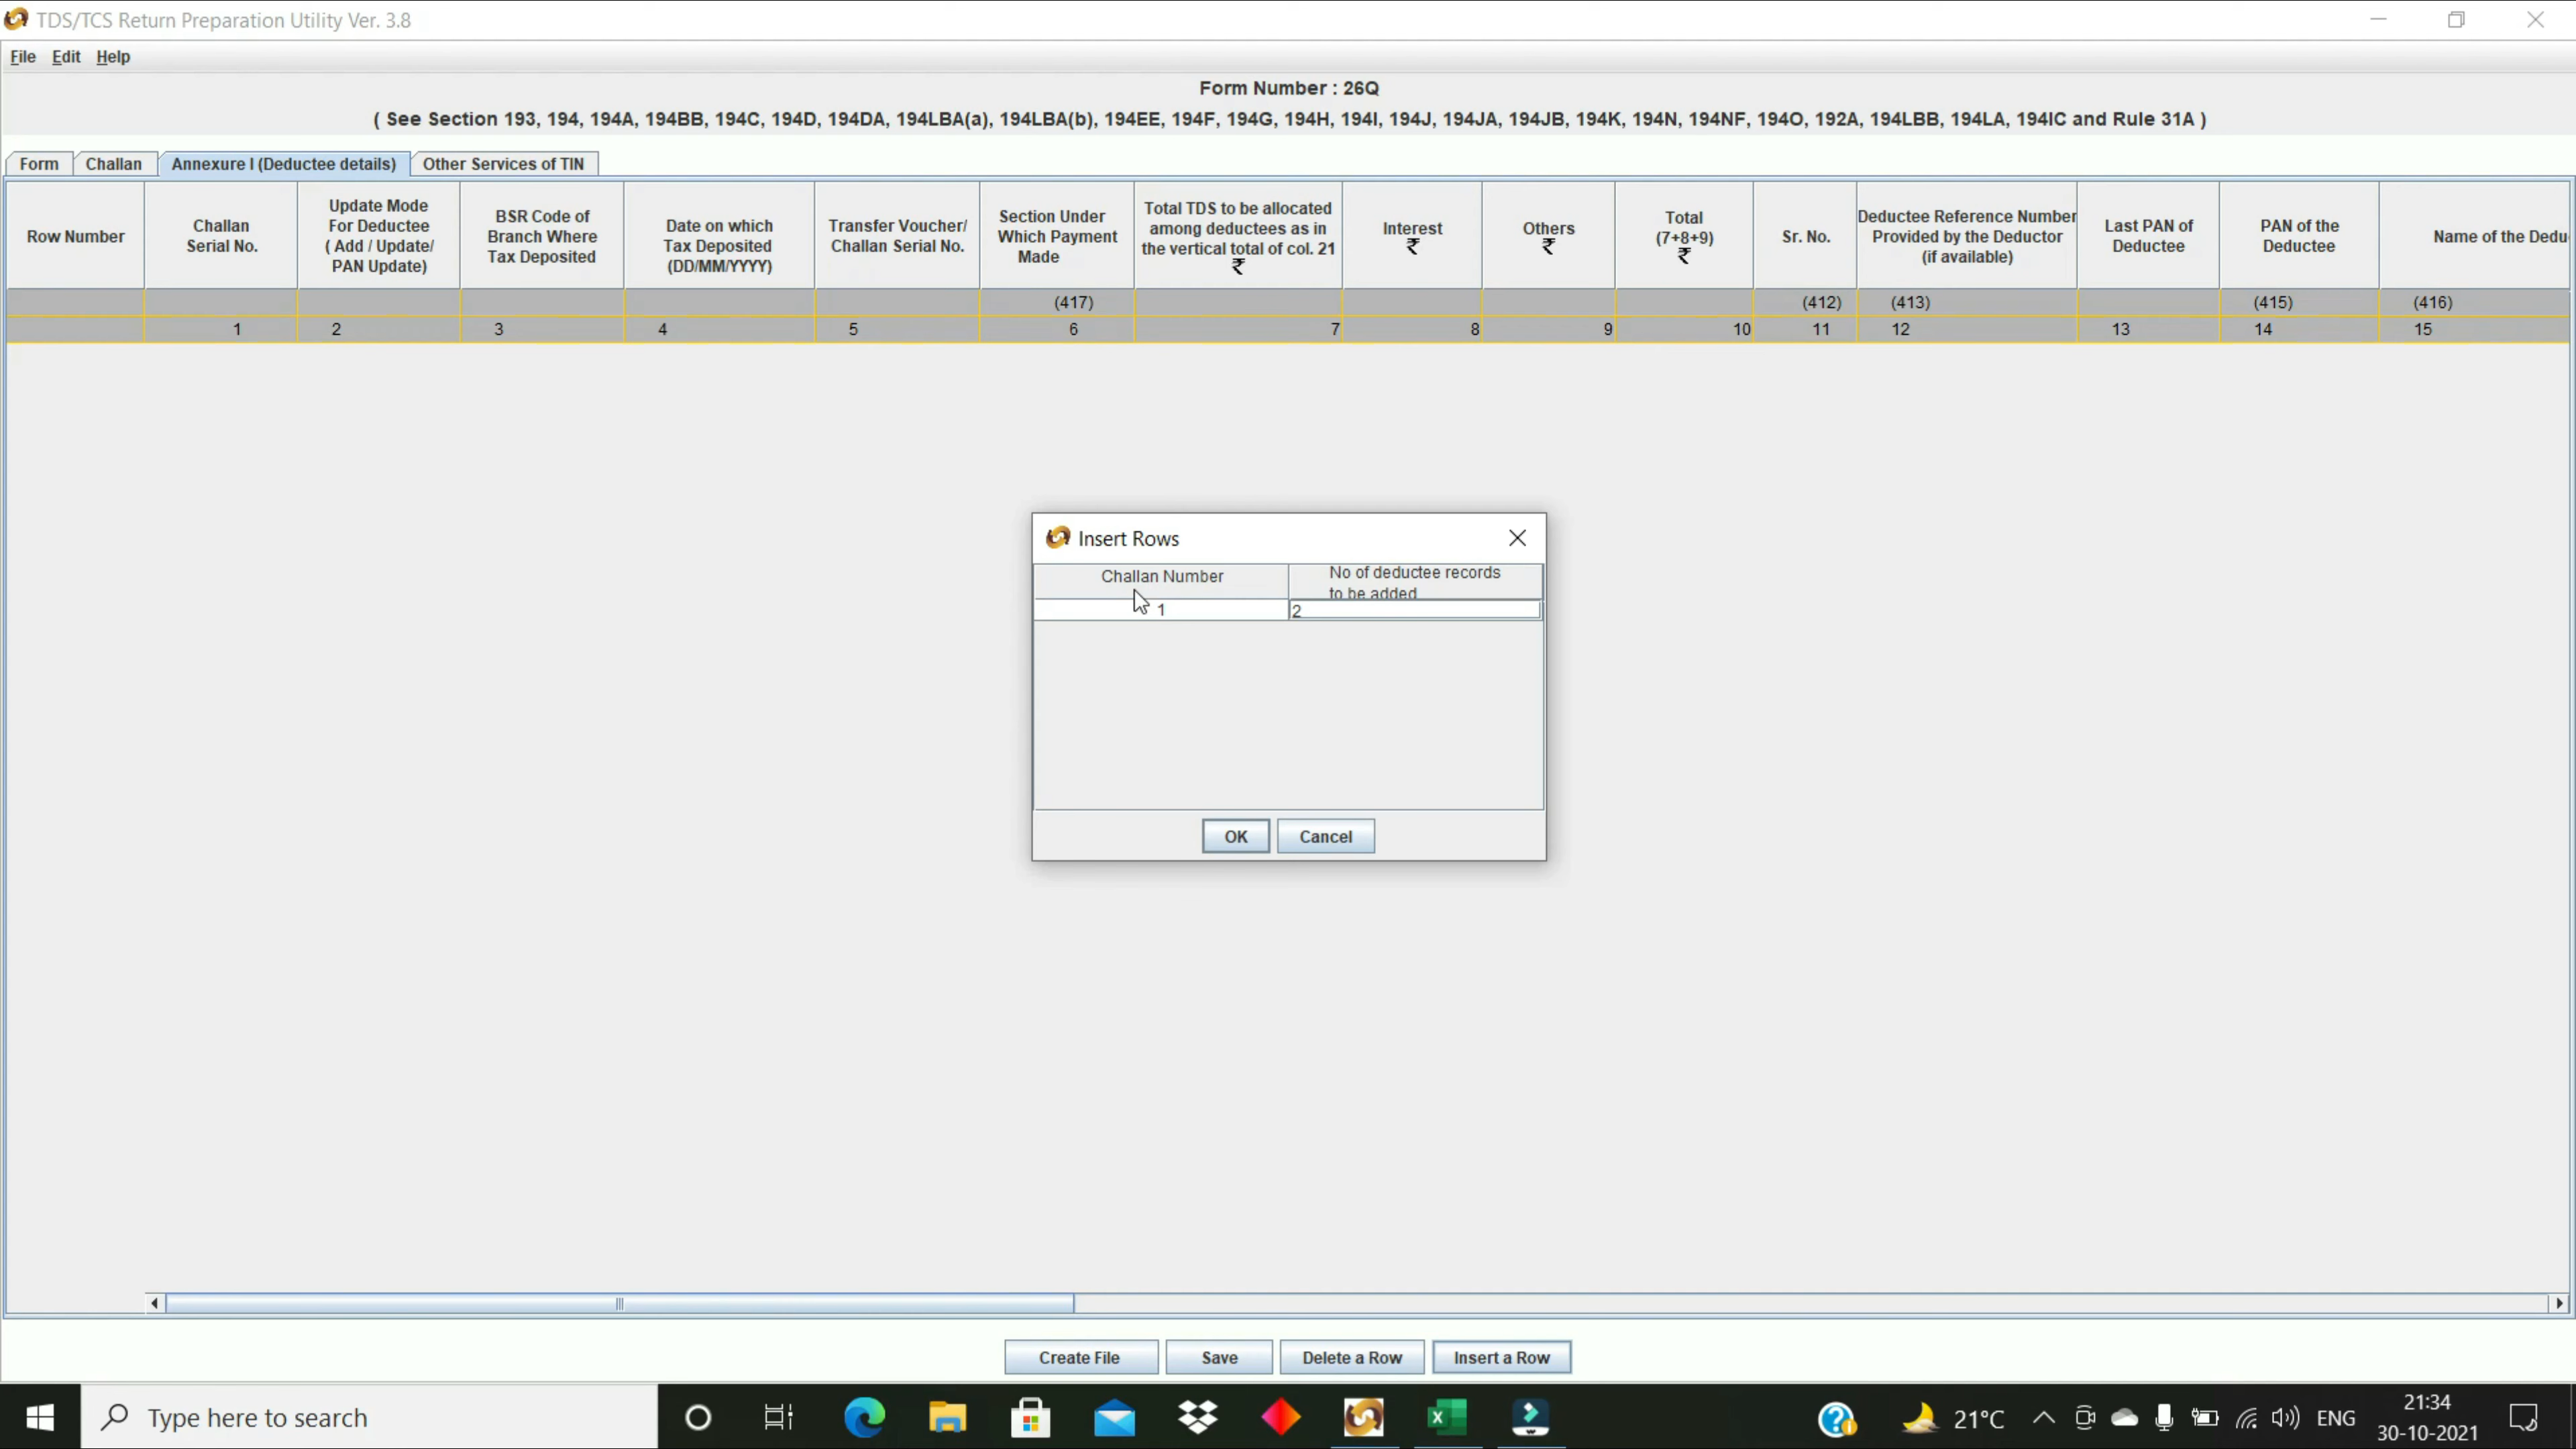 TDS/TCS Return Preparation Utility Ver. 3.8
File Edit Help
Form Number : 26Q
( See Section 193, 194, 194A, 194BB, 194C, 194D, 194DA, 194LBA(a), 194LBA(b), 194EE, 194F, 194G, 194H, 194I, 194J, 194JA, 194JB, 194K, 194N, 194NF, 194O, 192A, 194LBB, 194LA, 194IC and Rule 31A )
Form Challan Annexure I (Deductee details) Other Services of TIN
Row Number
Challan
Serial No.
Update Mode
For Deductee
( Add / Update/
PAN Update)
BSR Code of
Branch Where
Tax Deposited
Date on which
Tax Deposited
(DD/MM/YYYY)
Transfer Voucher/
Challan Serial No.
Section Under
Which Payment
Made
Total TDS to be allocated
among deductees as in
the vertical total of col. 21
₹
Interest
₹
Others
₹
Total
(7+8+9)
₹
Sr. No.
Deductee Reference Number
Provided by the Deductor
(if available)
Last PAN of
Deductee
PAN of the
Deductee
Name of the Dedu
(417) (412) (413) (415) (416)
1 2 3 4 5 6 7 8 9 10 11 12 13 14 15
Insert Rows
Challan Number
No of deductee records
to be added
1 2
OK Cancel
Create File Save Delete a Row Insert a Row
Type here to search
21°C
ENG
21:34
30-10-2021